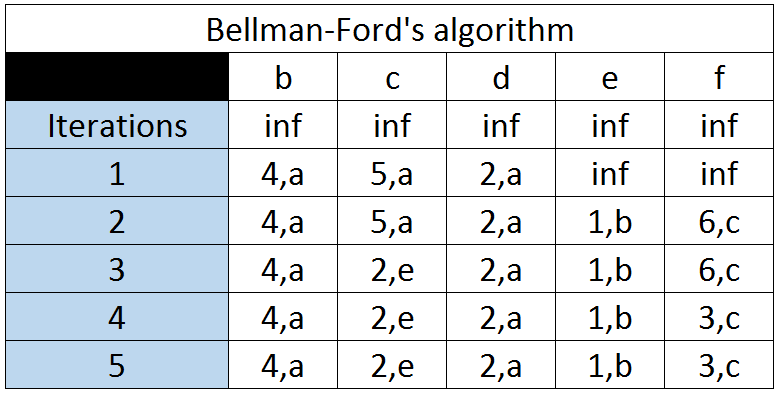 Bellman-Ford's algorithm
b c d e f
Iterations inf inf inf inf inf
1 4,a 5,a 2,a inf inf
2 4,a 5,a 2,a 1,b 6,c
3 4,a 2,e 2,a 1,b 6,c
4 4,a 2,e 2,a 1,b 3,c
5 4,a 2,e 2,a 1,b 3,c